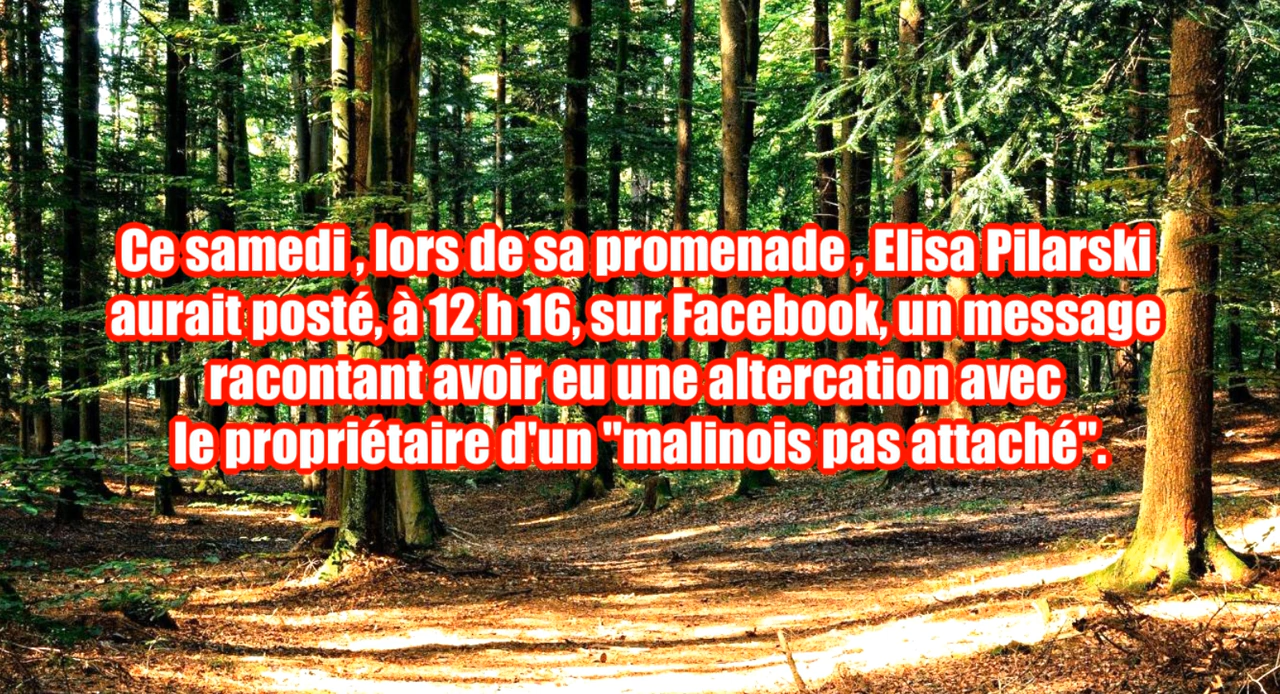 Ce samedi , lors de sa promenade , Elisa Pilarski
aurait posté, à 12 h 16, sur Facebook, un message
racontant avoir eu une altercation avec
le propriétaire d'un "malinois pas attaché".